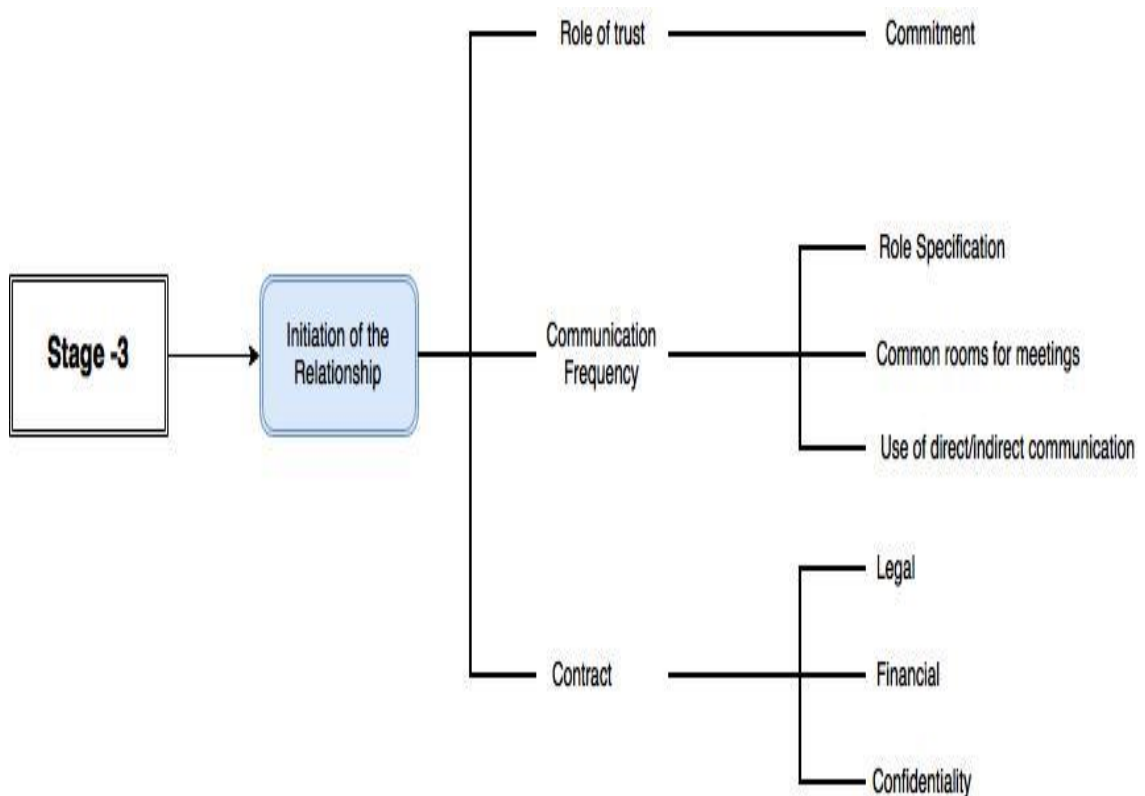 Role of trust
Commitment
Role Specification
Stage -3
Initiation of the
Relationship
Communication
Frequency
Common rooms for meetings
Use of direct/indirect communication
Legal
Contract
Financial
Confidentiality